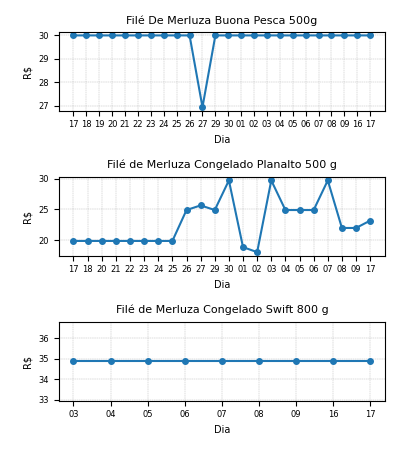 Filé De Merluza Buona Pesca 500g
30
29
28
27
R$
17 18 19 20 21 22 23 24 25 26 27 29 30 01 02 03 04 05 06 07 08 09 16 17
Dia
Filé de Merluza Congelado Planalto 500 g
30
25
20
R$
17 18 20 21 22 23 24 25 26 27 29 30 01 02 03 04 05 06 07 08 09 17
Dia
Filé de Merluza Congelado Swift 800 g
36
35
34
33
R$
03 04 05 06 07 08 09 16 17
Dia